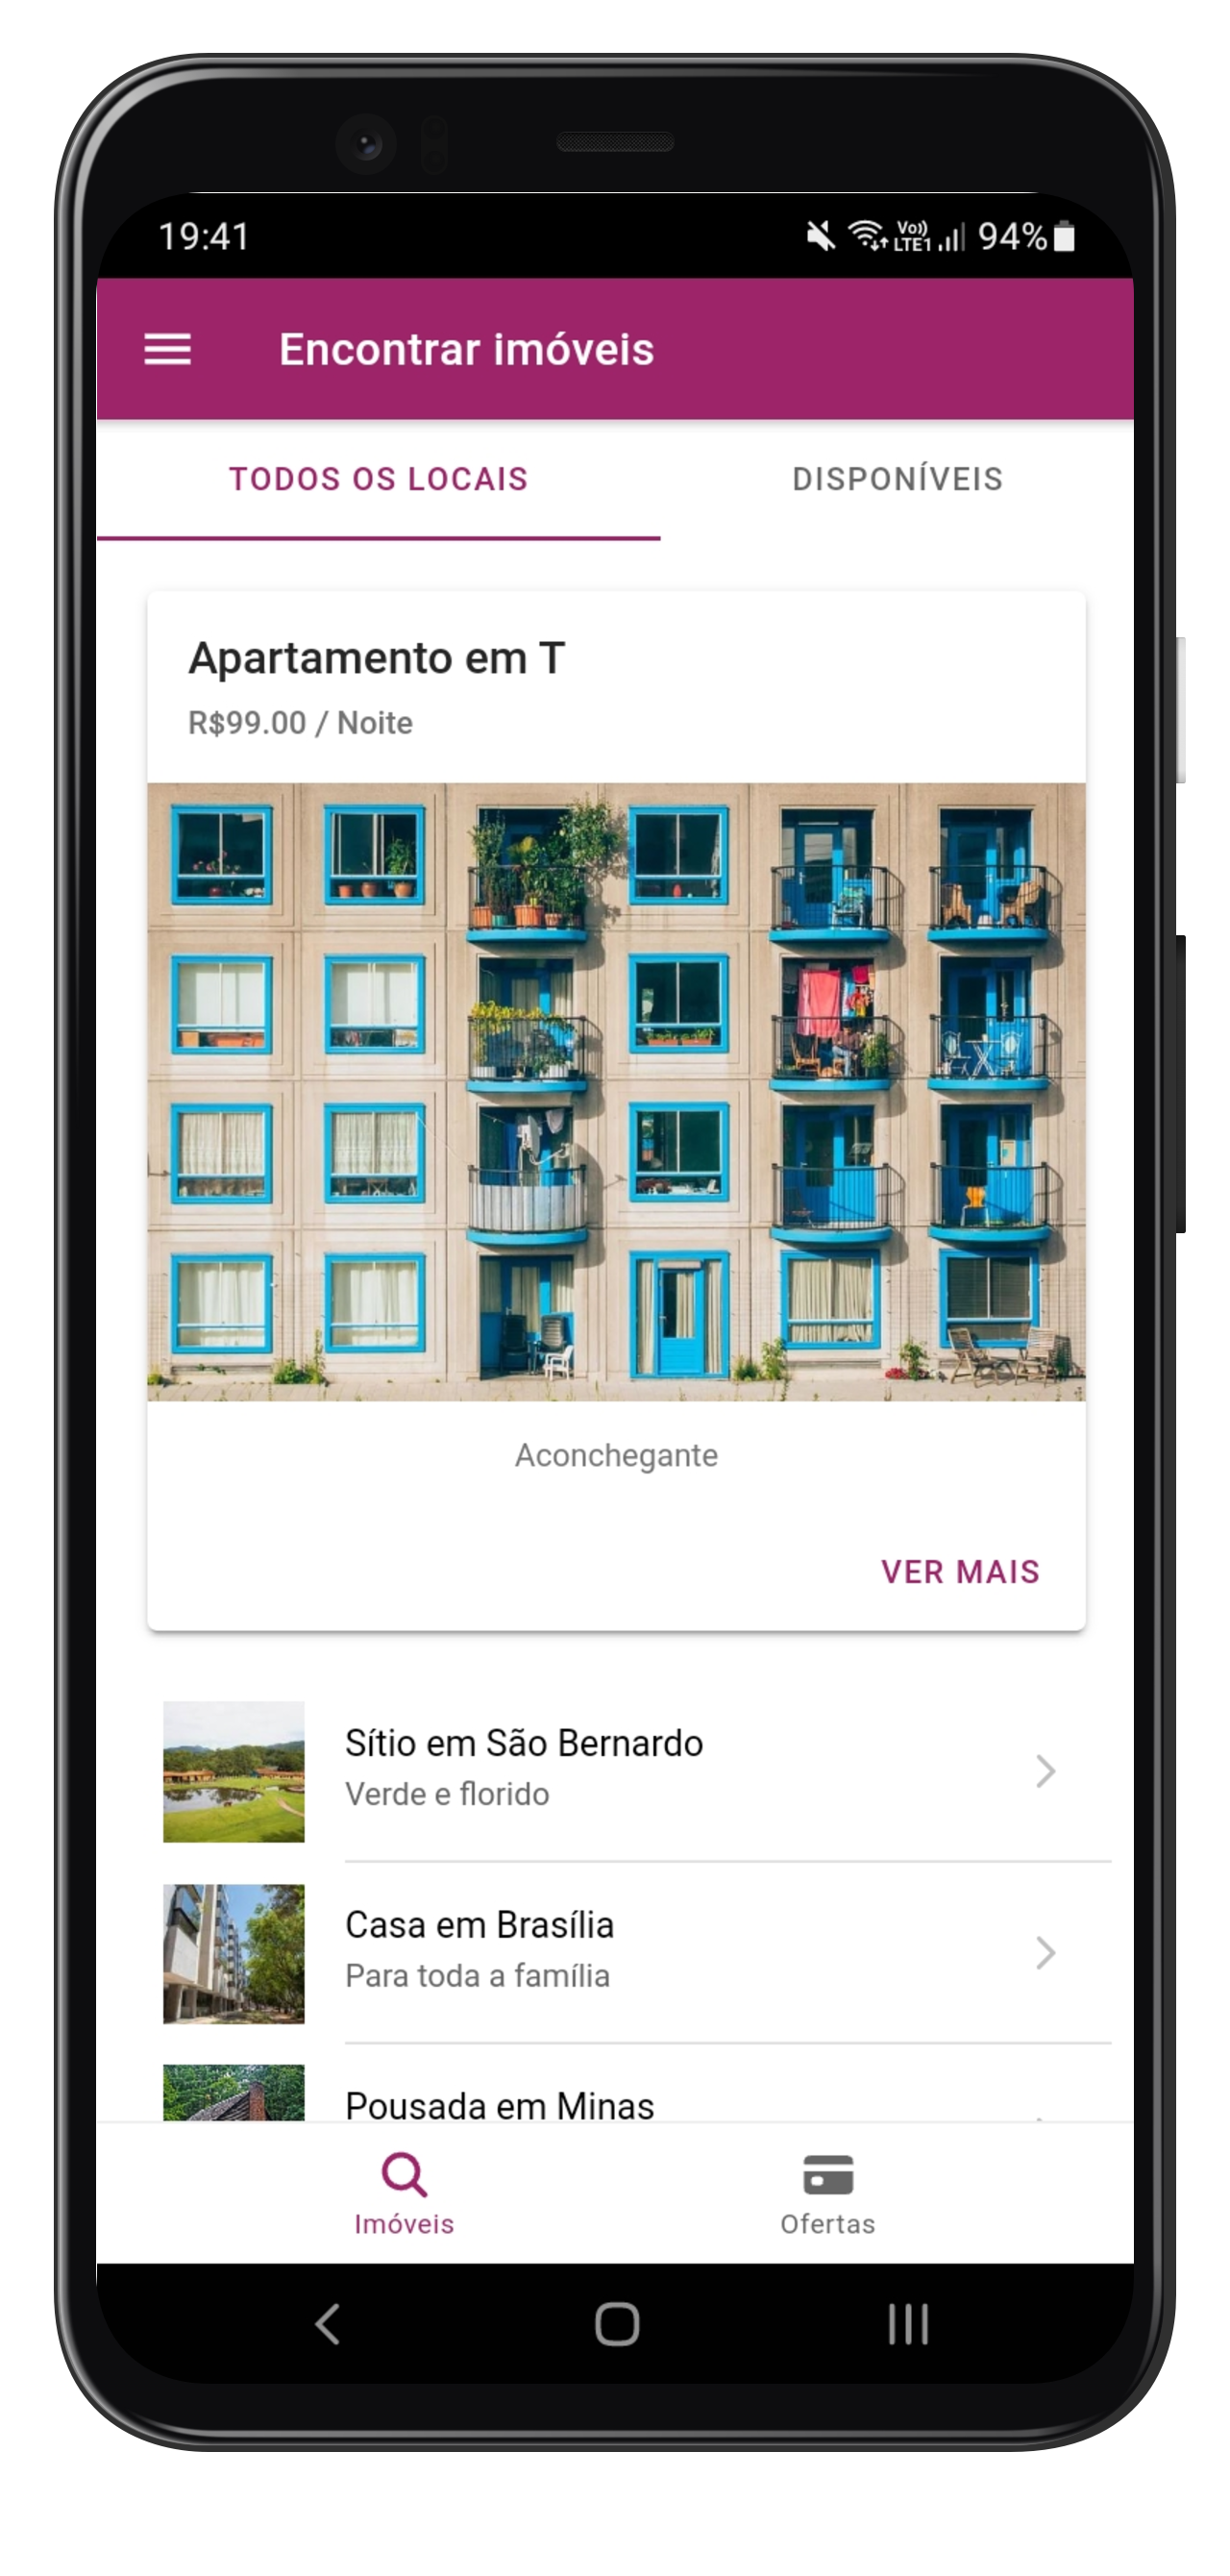 19:41
Vo))
LTE1
94%
Encontrar imóveis
TODOS OS LOCAIS
DISPONÍVEIS
Apartamento em T
R$99.00 / Noite
Aconchegante
VER MAIS
Sítio em São Bernardo
Verde e florido
Casa em Brasília
Para toda a família
Pousada em Minas
Imóveis
Ofertas